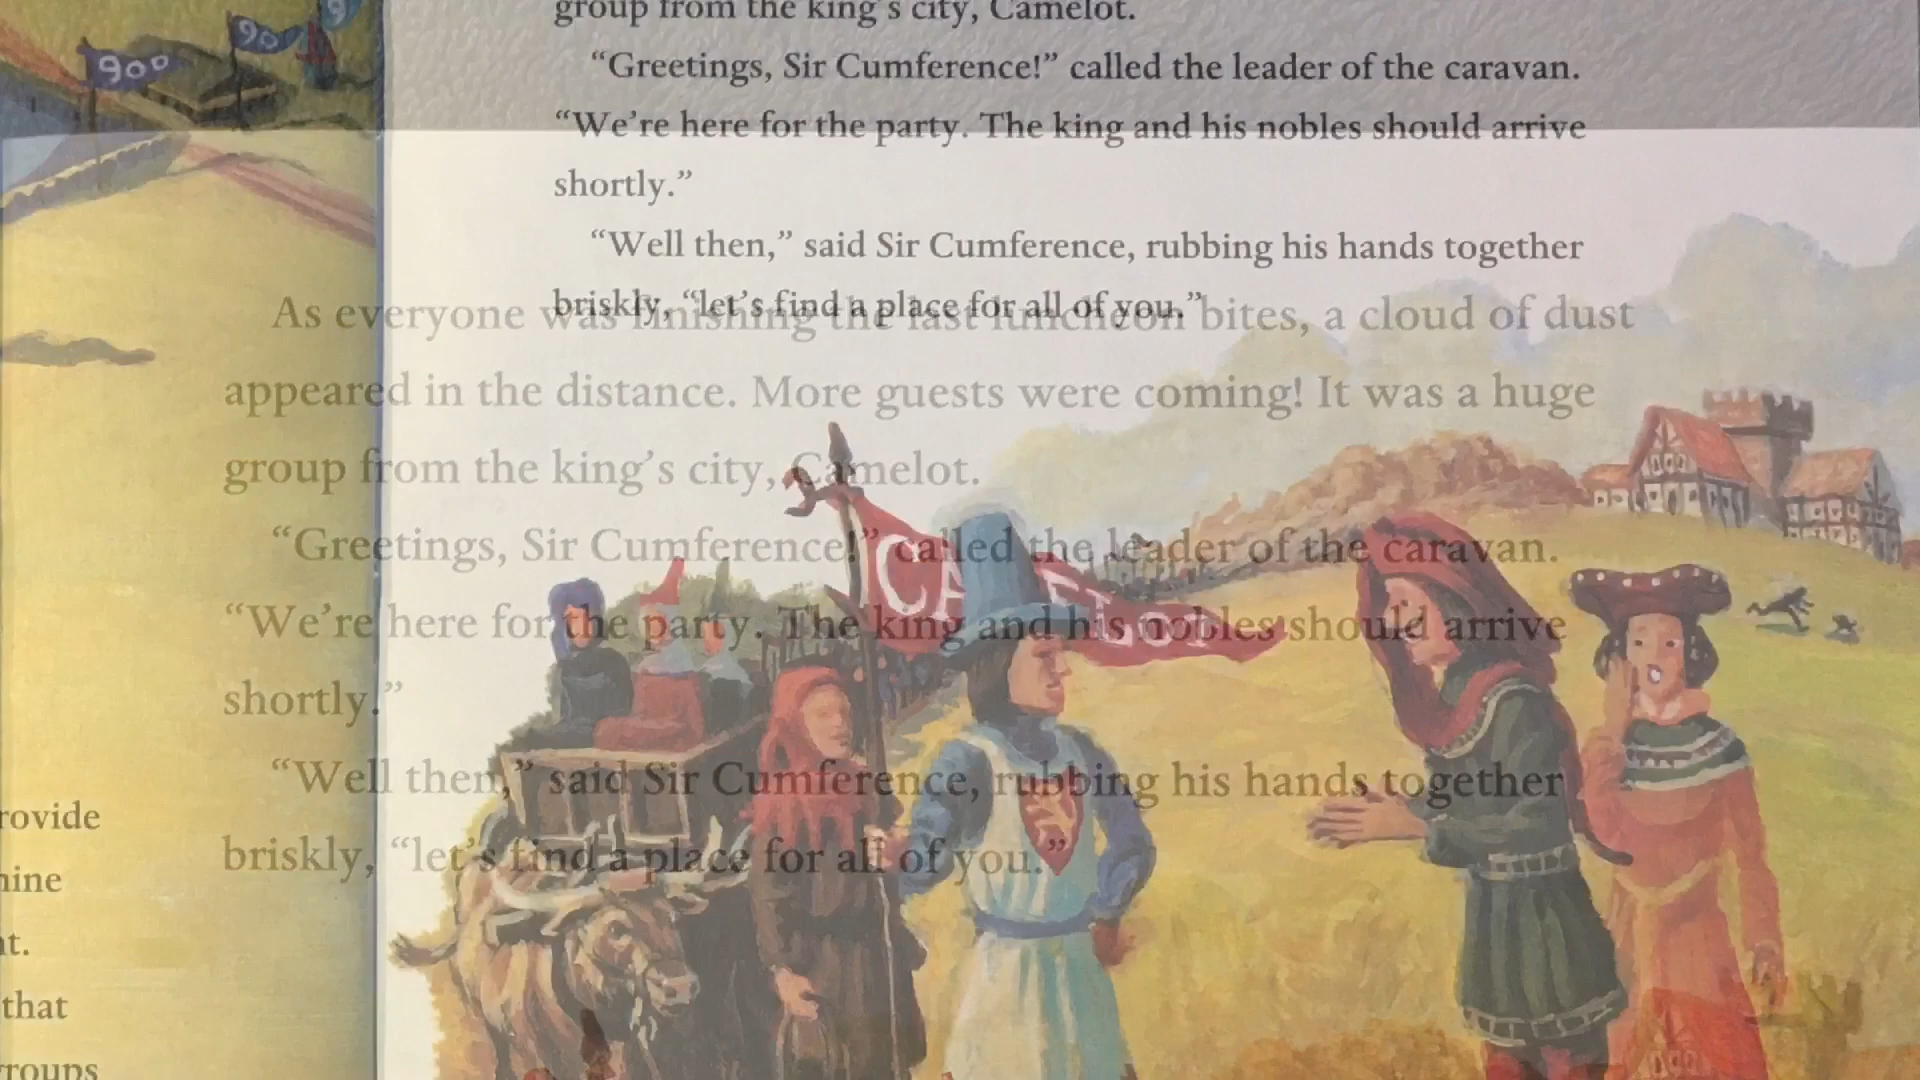 900
90
9
group from the king's city, Camelot.
“Greetings, Sir Cumference!” called the leader of the caravan.
“We're here for the party. The king and his nobles should arrive
shortly.”
“Well then,” said Sir Cumference, rubbing his hands together
briskly, “let's find a place for all of you.”
As everyone was finishing the last luncheon bites, a cloud of dust
appeared in the distance. More guests were coming! It was a huge
group from the king's city, Camelot.
“Greetings, Sir Cumference!” called the leader of the caravan.
“We're here for the party. The king and his nobles should arrive
shortly.”
“Well then,” said Sir Cumference, rubbing his hands together
briskly, “let's find a place for all of you.”
CA ELOT
rovide
nine
at.
that
roups